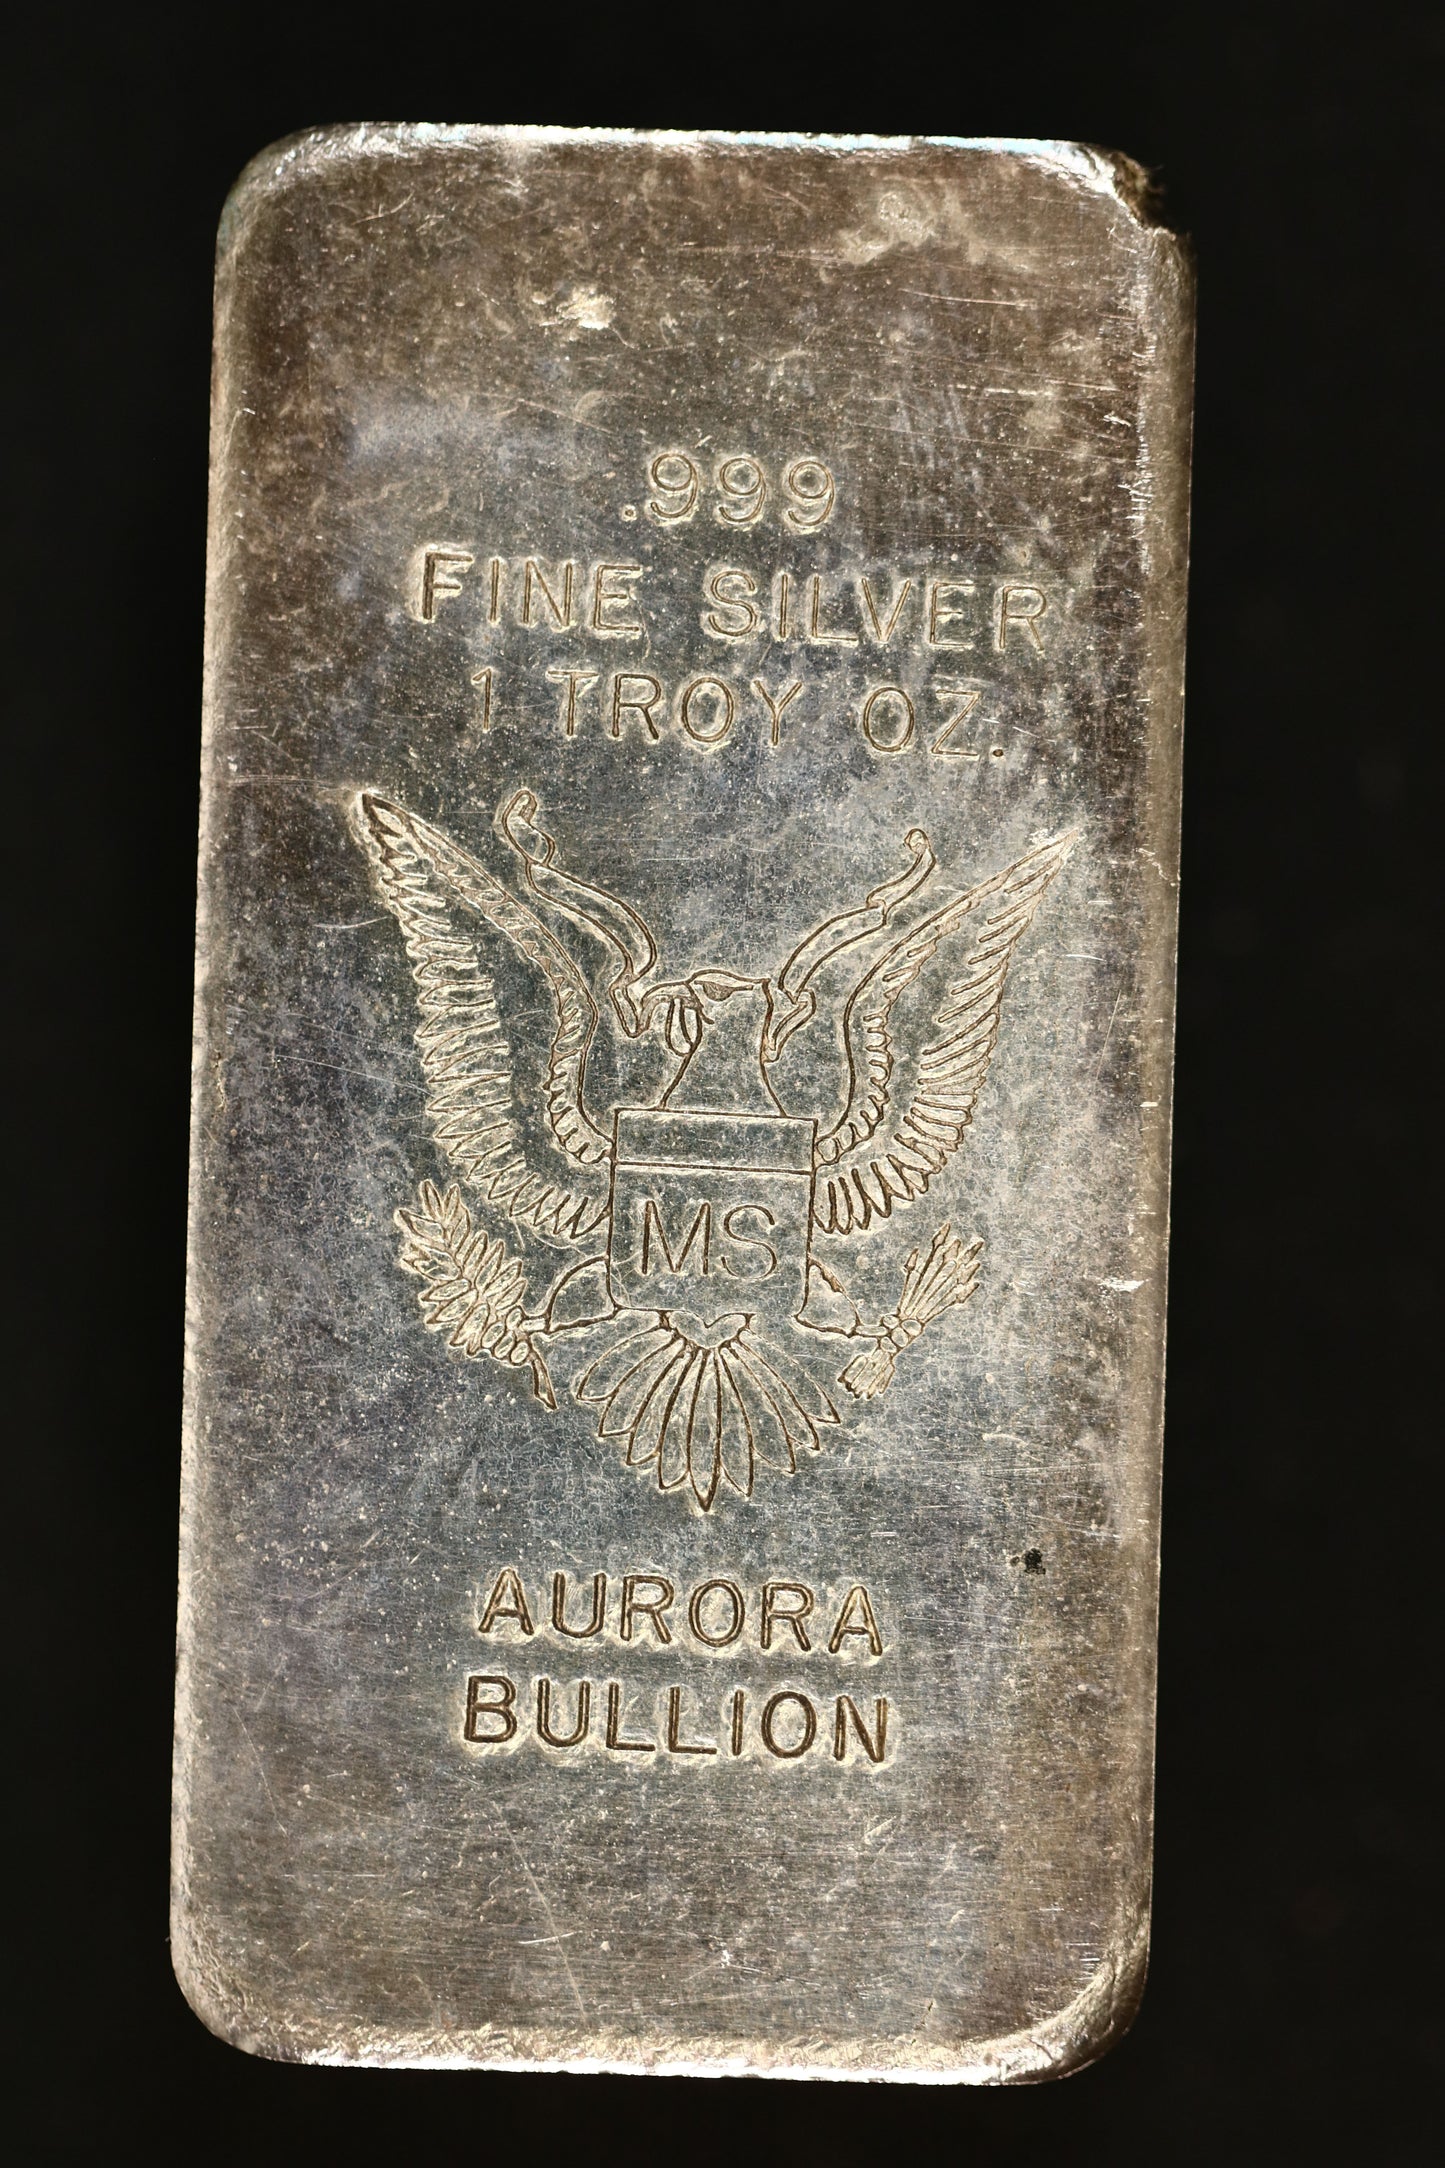 .999
FINE SILVER
1 TROY OZ.
MS
AURORA
BULLION